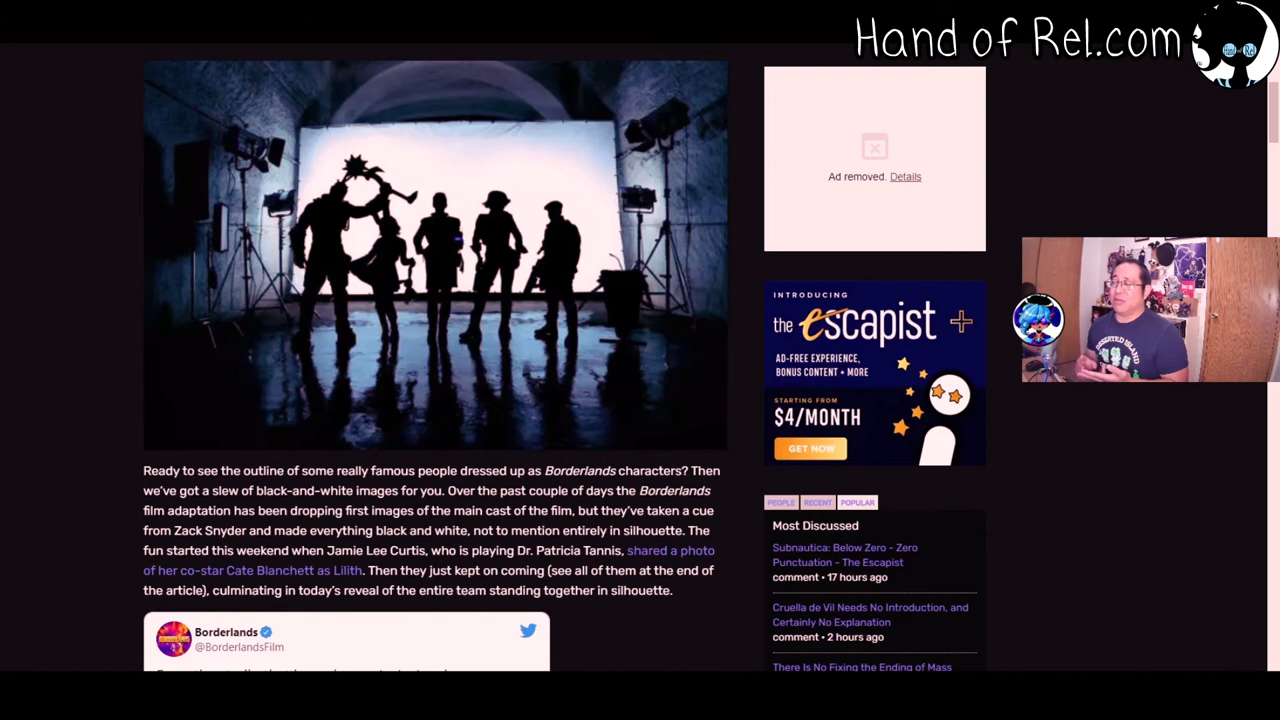 Hand of Rel.com
Ad removed. Details
INTRODUCING
the escapist +
AD-FREE EXPERIENCE,
BONUS CONTENT + MORE
STARTING FROM
$4/MONTH
GET NOW
DESERTED ISLAND
Ready to see the outline of some really famous people dressed up as Borderlands characters? Then
we've got a slew of black-and-white images for you. Over the past couple of days the Borderlands
film adaptation has been dropping first images of the main cast of the film, but they've taken a cue
from Zack Snyder and made everything black and white, not to mention entirely in silhouette. The
fun started this weekend when Jamie Lee Curtis, who is playing Dr. Patricia Tannis, shared a photo
of her co-star Cate Blanchett as Lilith. Then they just kept on coming (see all of them at the end of
the article), culminating in today's reveal of the entire team standing together in silhouette.
Borderlands
@BorderlandsFilm
PEOPLE RECENT POPULAR
Most Discussed
Subnautica: Below Zero - Zero
Punctuation - The Escapist
comment • 17 hours ago
Cruella de Vil Needs No Introduction, and
Certainly No Explanation
comment • 2 hours ago
There Is No Fixing the Ending of Mass